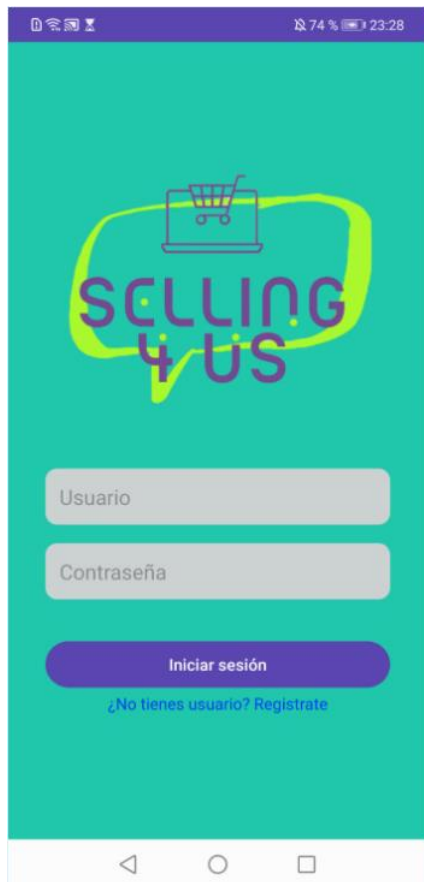 74 % 23:28
SELLING
4 US
Usuario
Contraseña
Iniciar sesión
¿No tienes usuario? Registrate